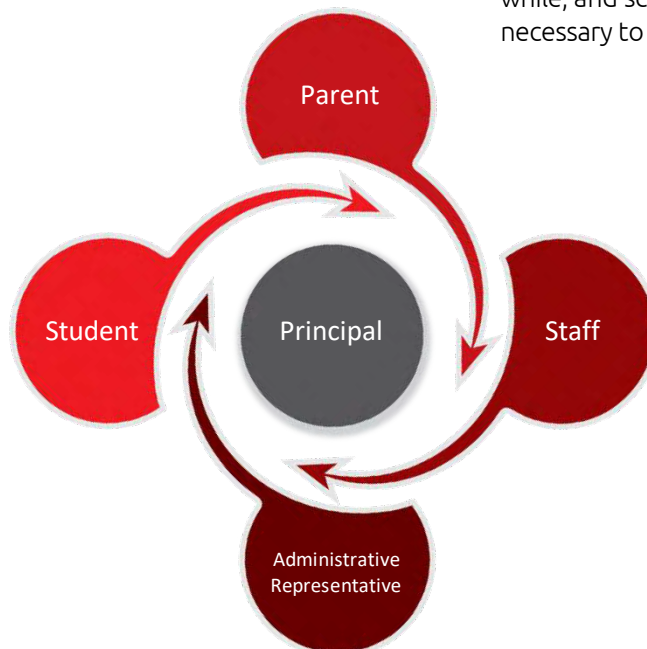 while, and
necessary to
Parent
Student
Principal
Staff
Administrative
Representative